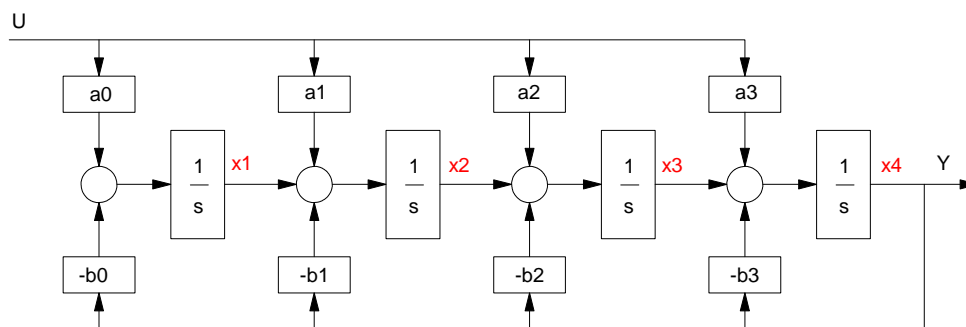 U
a0 a1 a2 a3
1 x1 1 x2 1 x3 1 x4 Y
s s s s
-b0 -b1 -b2 -b3